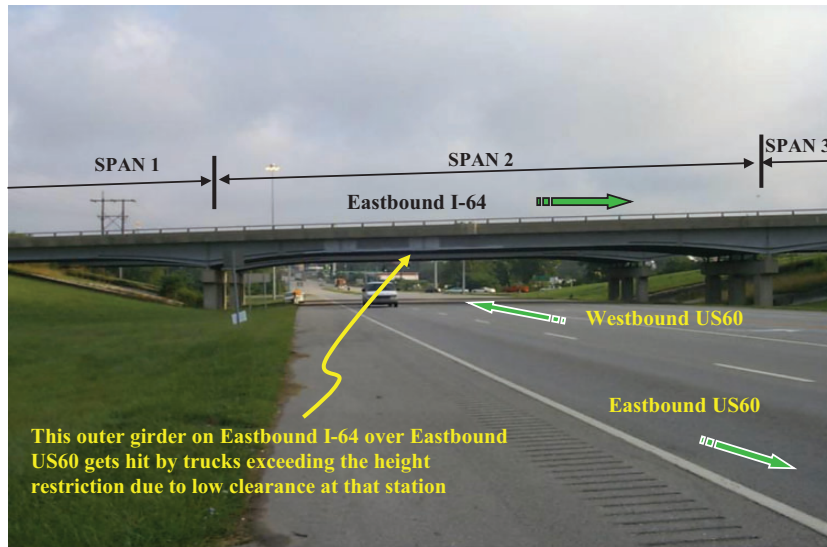 SPAN 1
SPAN 2
SPAN 3
Eastbound I-64
Westbound US60
Eastbound US60
This outer girder on Eastbound I-64 over Eastbound
US60 gets hit by trucks exceeding the height
restriction due to low clearance at that station